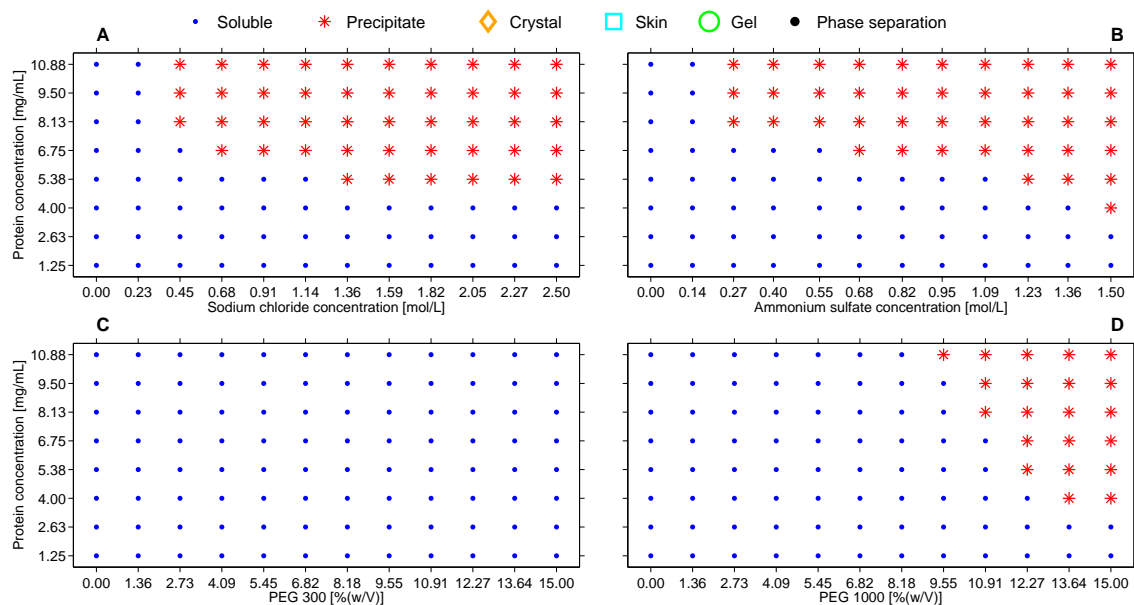 Soluble Precipitate Crystal Skin Gel Phase separation
A B
Protein concentration [mg/mL]
10.88
9.50
8.13
6.75
5.38
4.00
2.63
1.25
0.00 0.23 0.45 0.68 0.91 1.14 1.36 1.59 1.82 2.05 2.27 2.50
Sodium chloride concentration [mol/L]
0.00 0.14 0.27 0.40 0.55 0.68 0.82 0.95 1.09 1.23 1.36 1.50
Ammonium sulfate concentration [mol/L]
C D
Protein concentration [mg/mL]
10.88
9.50
8.13
6.75
5.38
4.00
2.63
1.25
0.00 1.36 2.73 4.09 5.45 6.82 8.18 9.55 10.91 12.27 13.64 15.00
PEG 300 [%(w/V)]
0.00 1.36 2.73 4.09 5.45 6.82 8.18 9.55 10.91 12.27 13.64 15.00
PEG 1000 [%(w/V)]